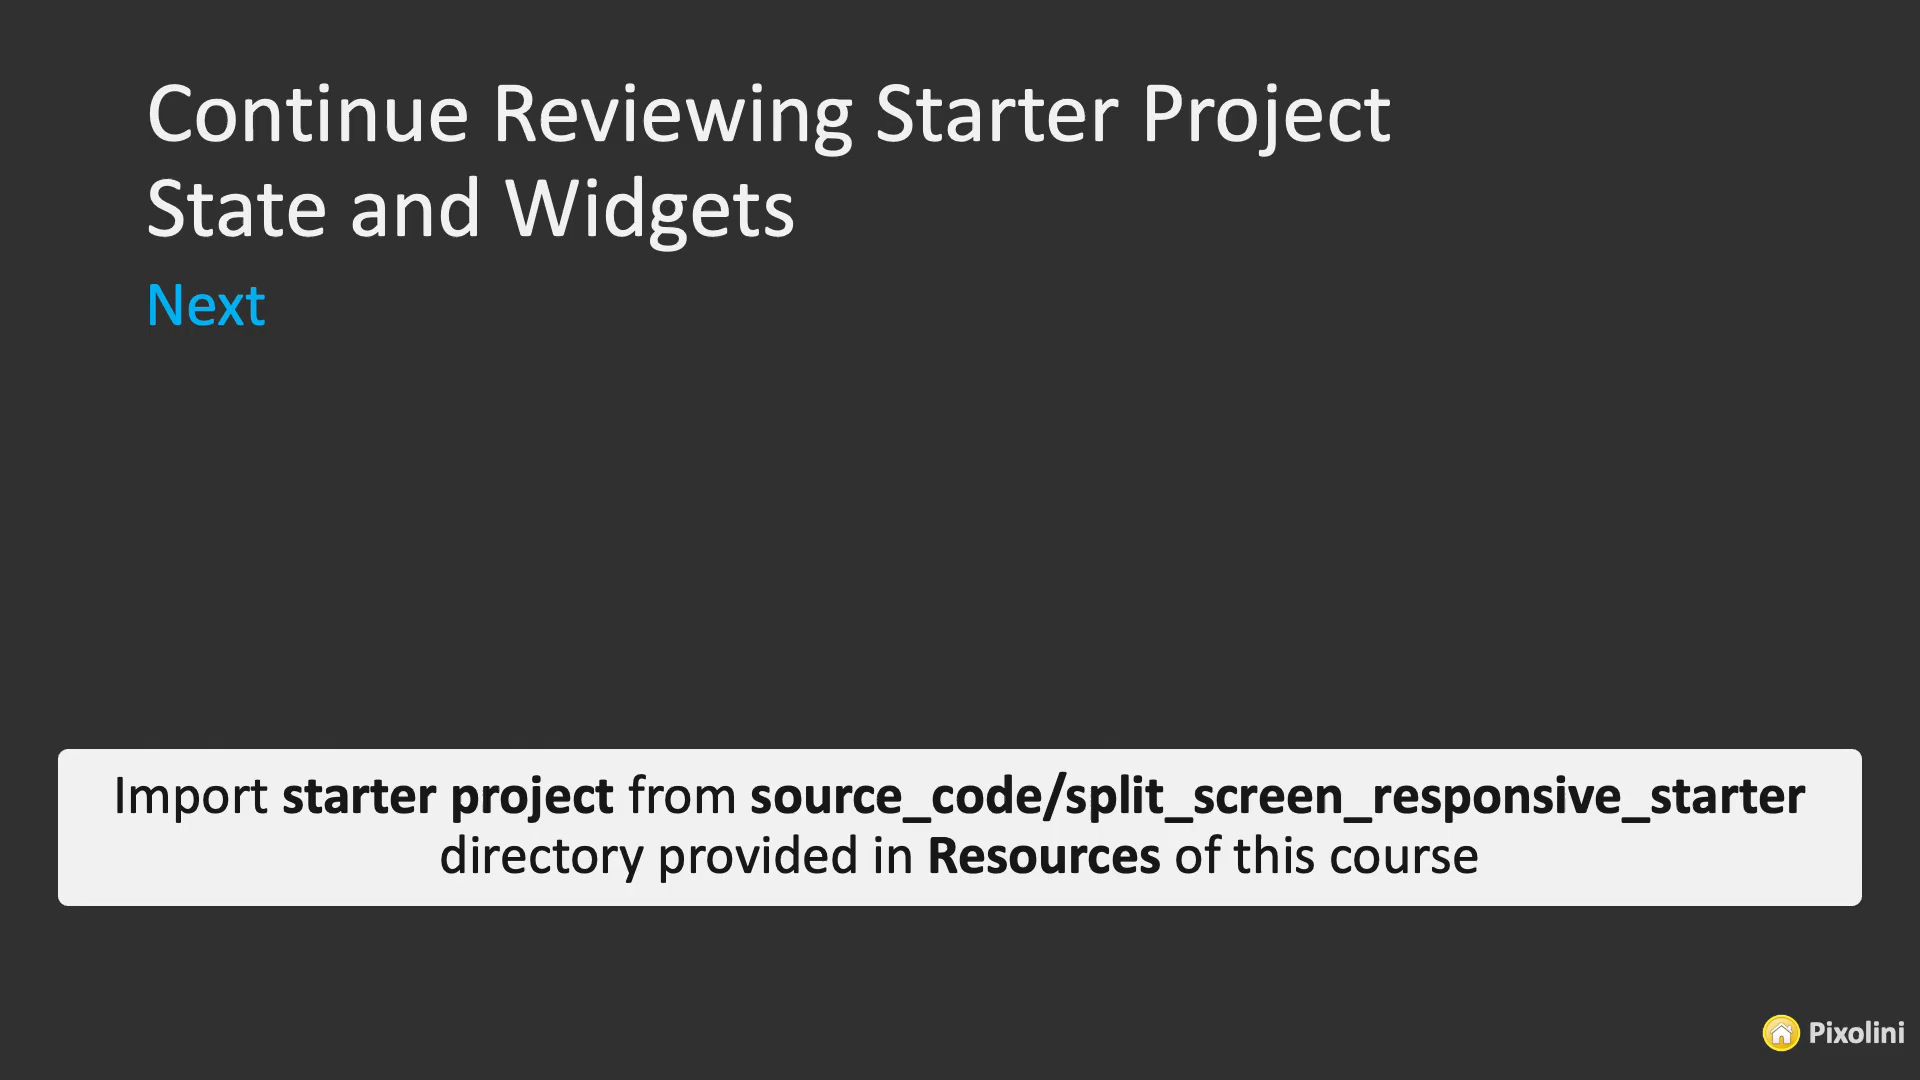 Continue Reviewing Starter Project
State and Widgets
Next
Import starter project from source_code/split_screen_responsive_starter
directory provided in Resources of this course
Pixolini